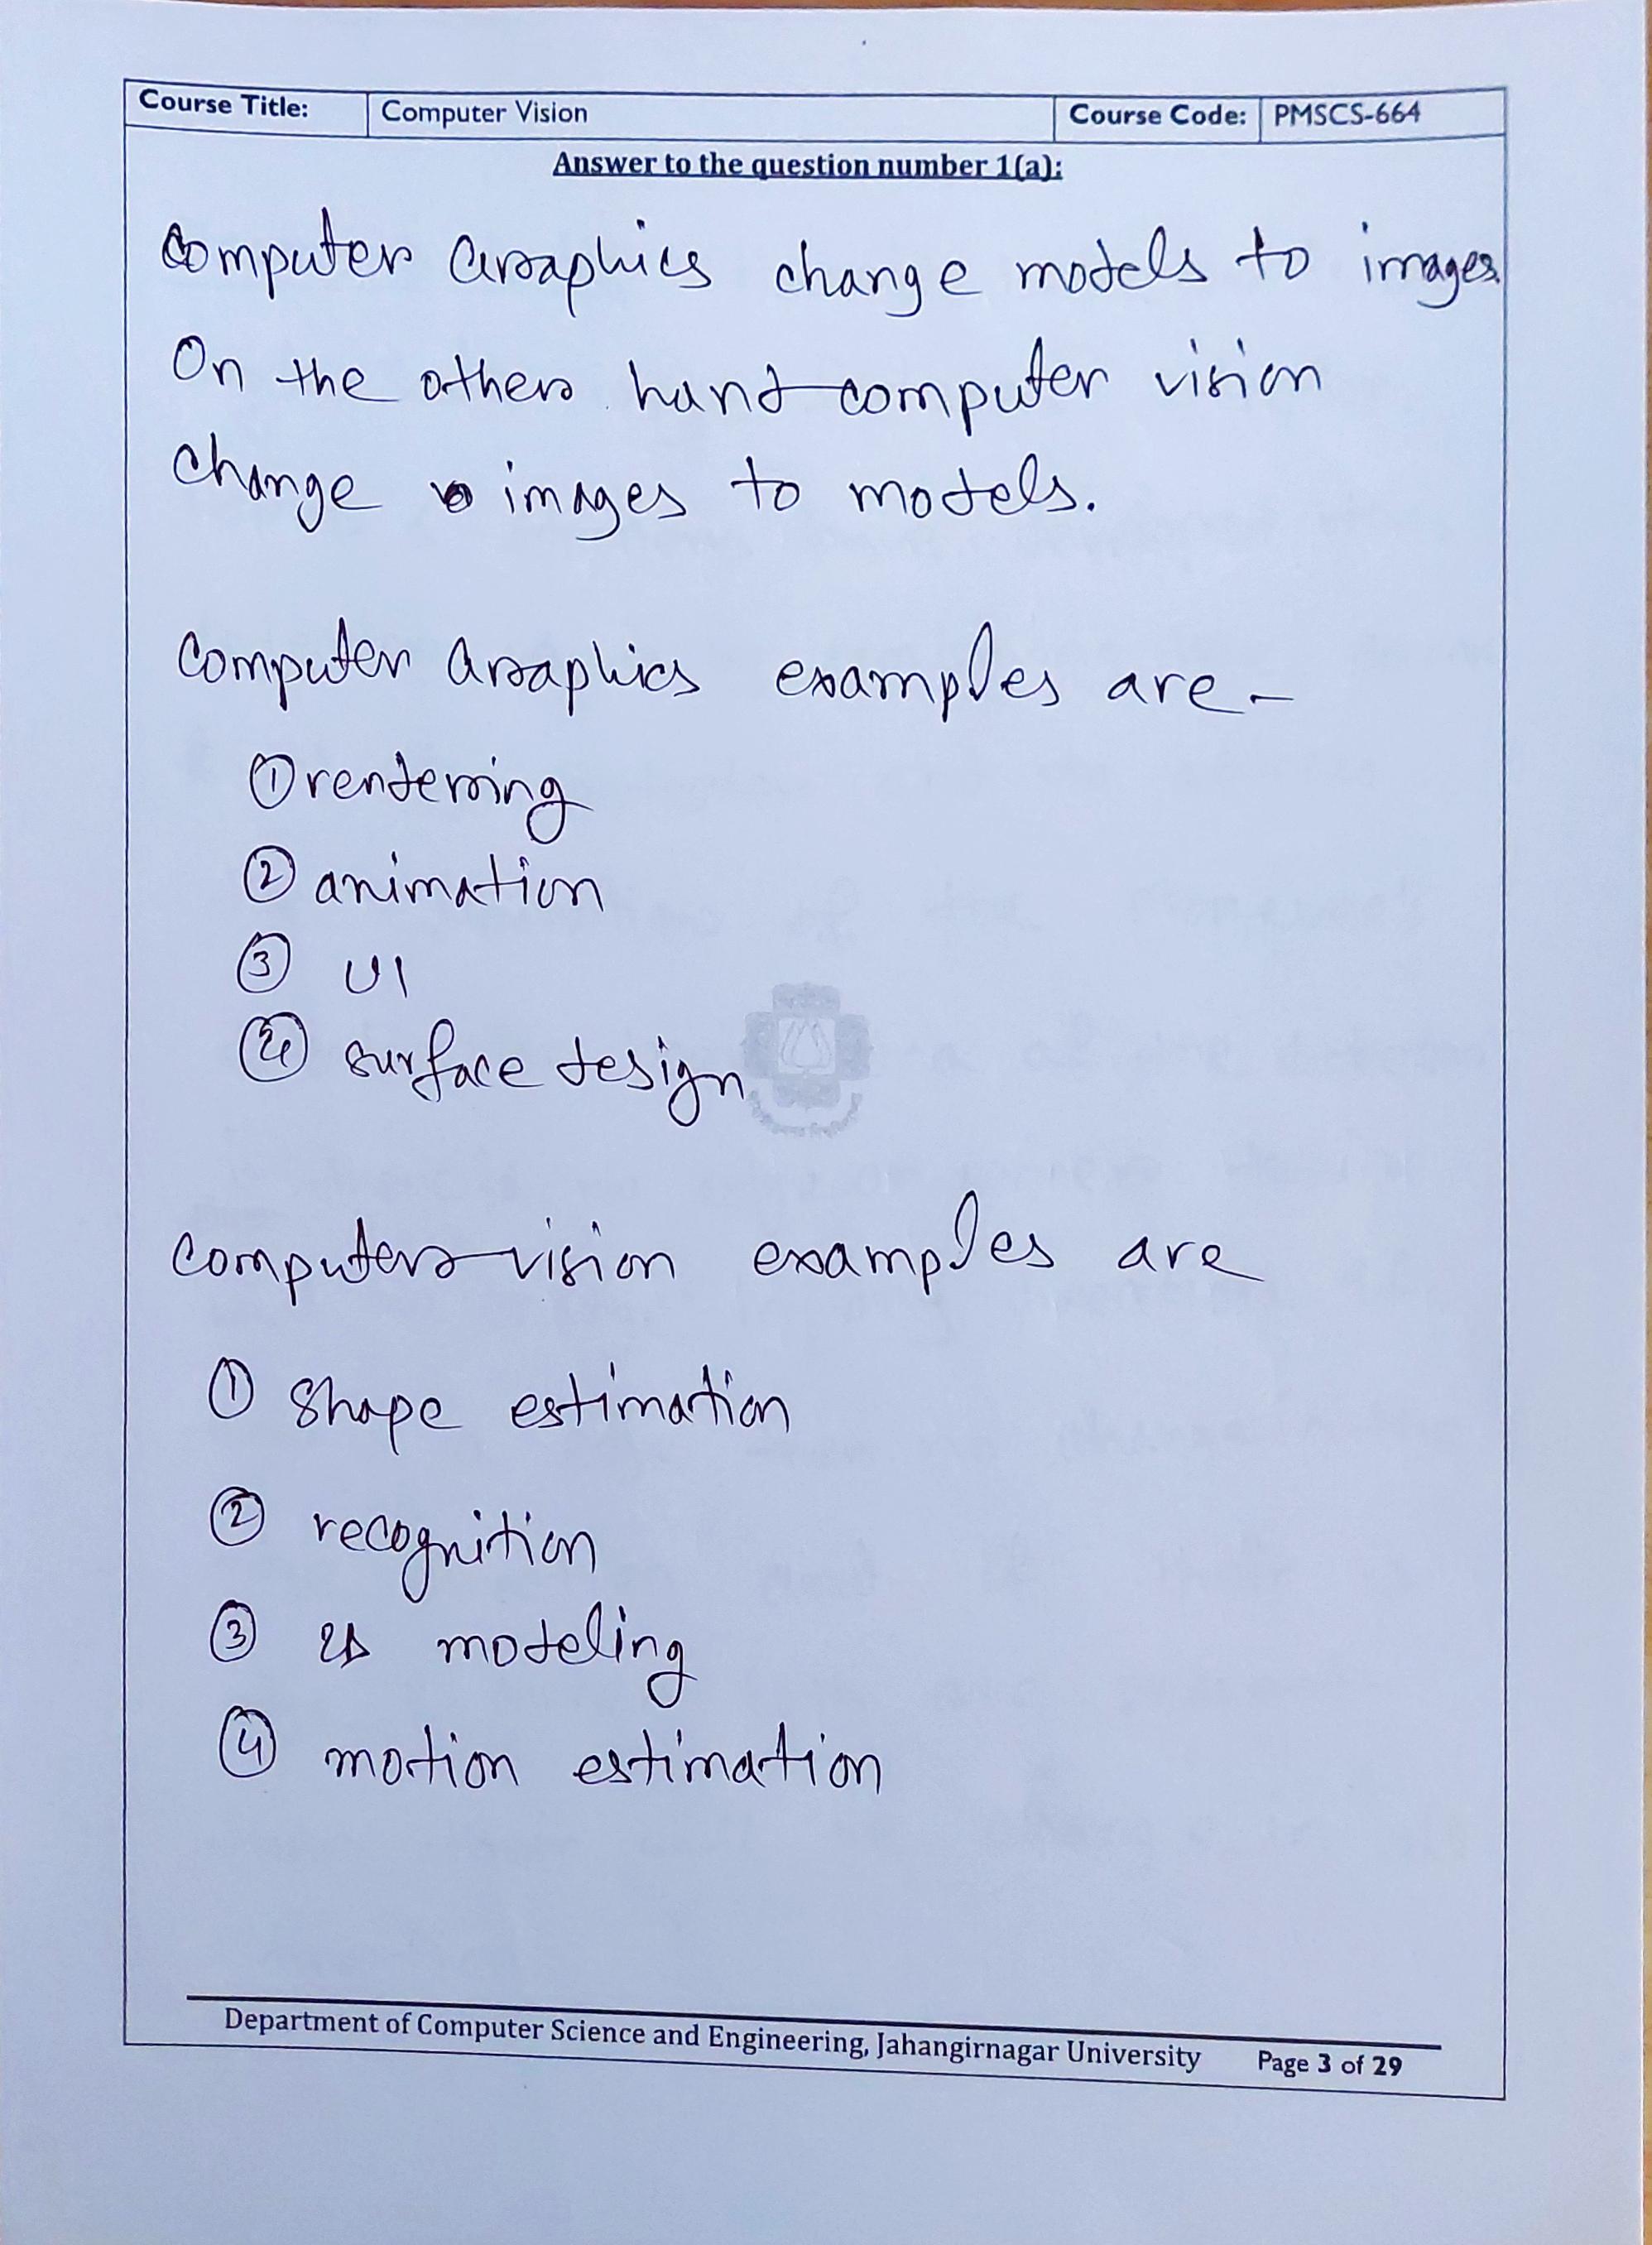 Course Title: Computer Vision Course Code: PMSCS-664
Answer to the question number 1(a):
Computer Graphics change models to images.
On the other hand computer vision
change images to models.
Computer Graphics examples are -
① rendering
② animation
③ UI
④ surface design
Computer vision examples are
① shape estimation
② recognition
③ modeling
④ motion estimation
Department of Computer Science and Engineering, Jahangirnagar University Page 3 of 29